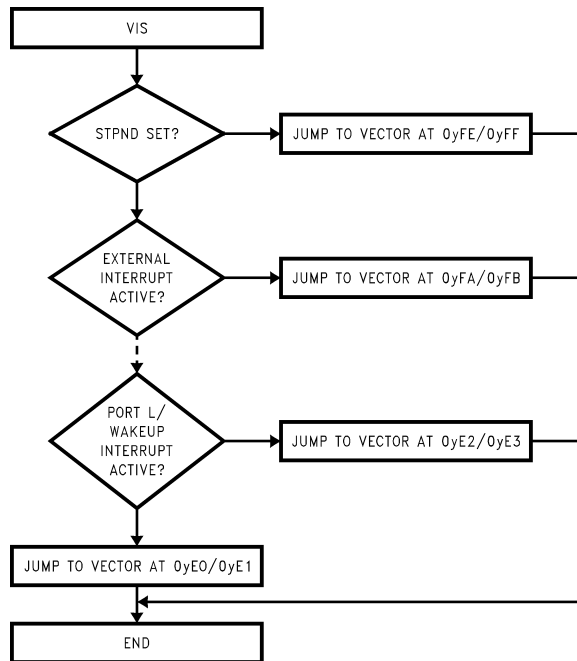 VIS
STPND SET?
JUMP TO VECTOR AT 0yFE/0yFF
EXTERNAL
INTERRUPT
ACTIVE?
JUMP TO VECTOR AT 0yFA/0yFB
PORT L/
WAKEUP
INTERRUPT
ACTIVE?
JUMP TO VECTOR AT 0yE2/0yE3
JUMP TO VECTOR AT 0yE0/0yE1
END